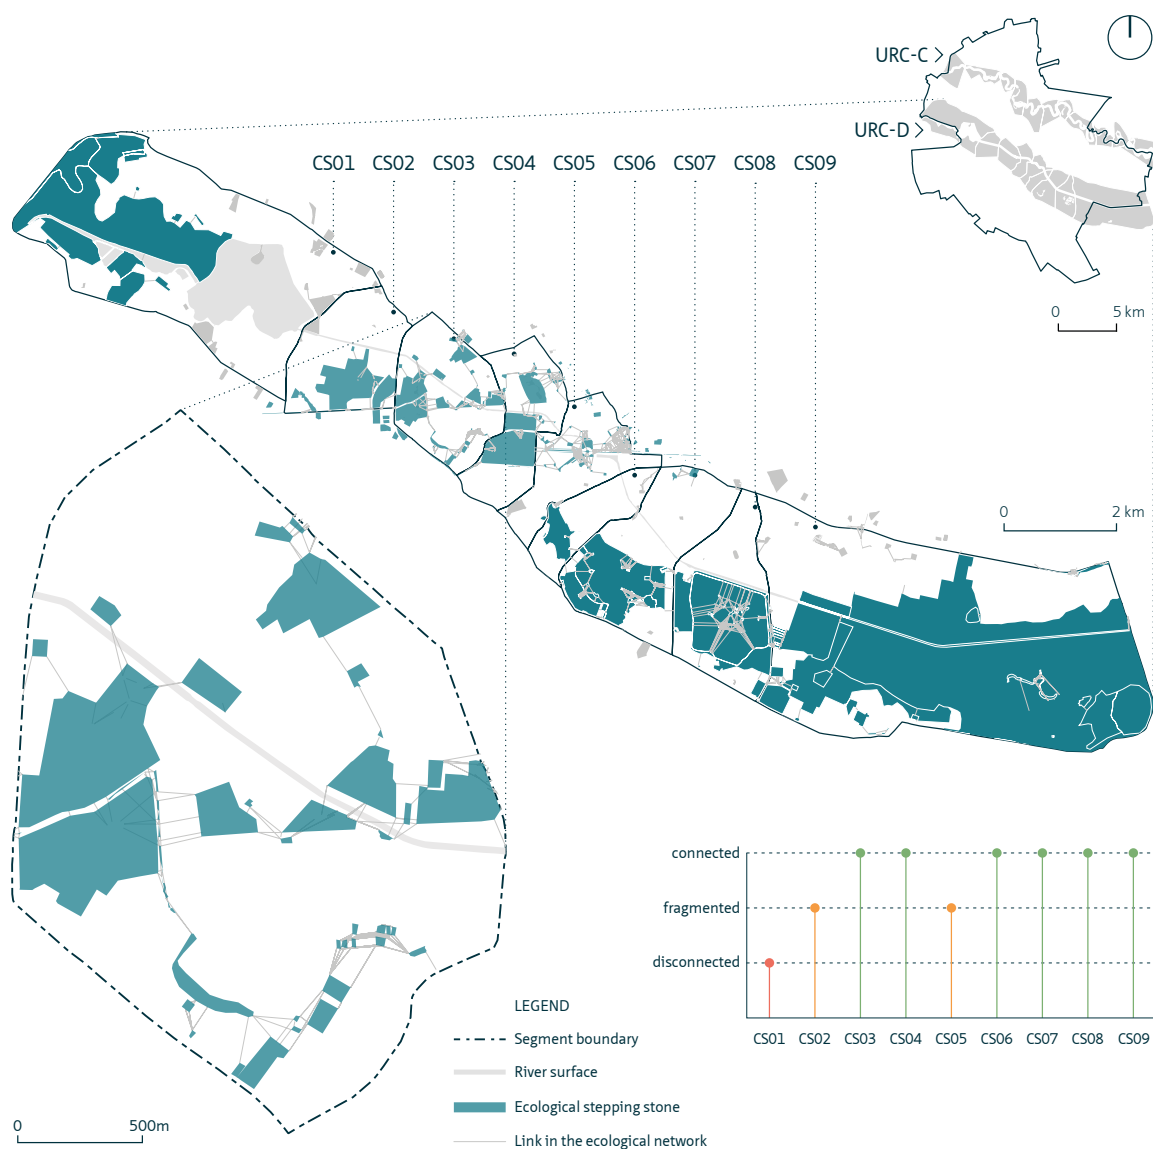 URC-C
URC-D
CS01 CS02 CS03 CS04 CS05 CS06 CS07 CS08 CS09
0 5 km
0 2 km
connected
fragmented
disconnected
CS01 CS02 CS03 CS04 CS05 CS06 CS07 CS08 CS09
LEGEND
Segment boundary
River surface
Ecological stepping stone
Link in the ecological network
0 500m